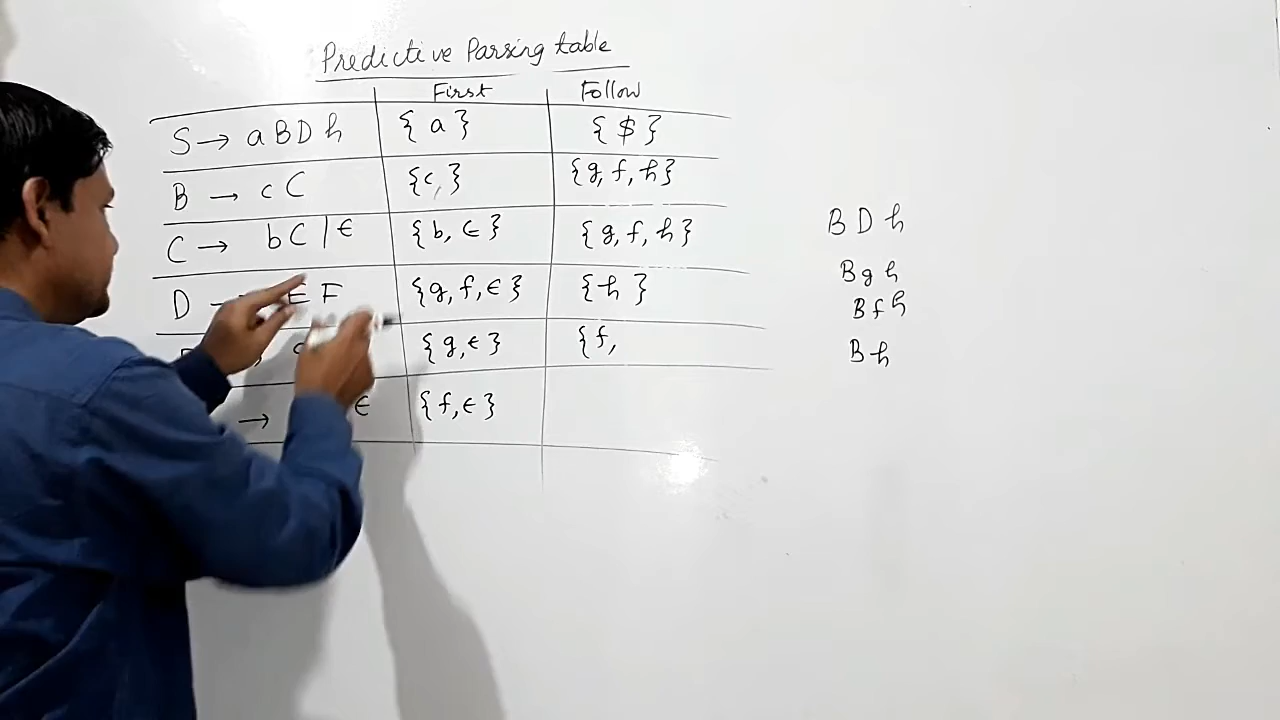 Predictive Parsing table
First Follow
S → a B D h { a } { $ }
B → c C {c, } {g, f, h}
C → b C | ε {b, ε} {g, f, h}
D → E F {g, f, ε} {h}
{g, ε} {f,
→ ε {f, ε}
B D h
B g h
B f h
B h